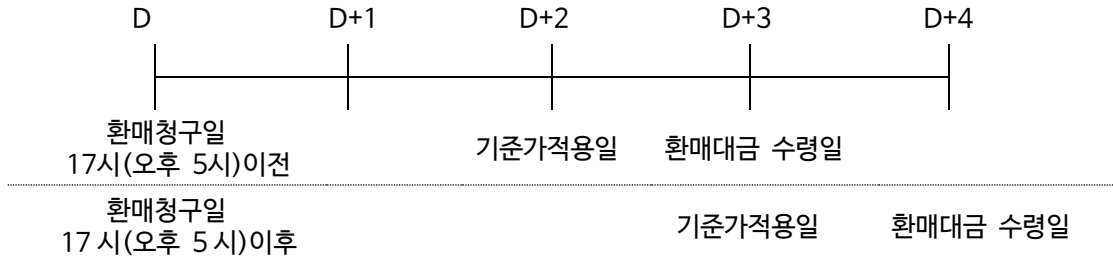 D D+1 D+2 D+3 D+4
환매청구일
17시(오후 5시)이전
기준가적용일 환매대금 수령일
환매청구일
17 시(오후 5 시)이후
기준가적용일 환매대금 수령일